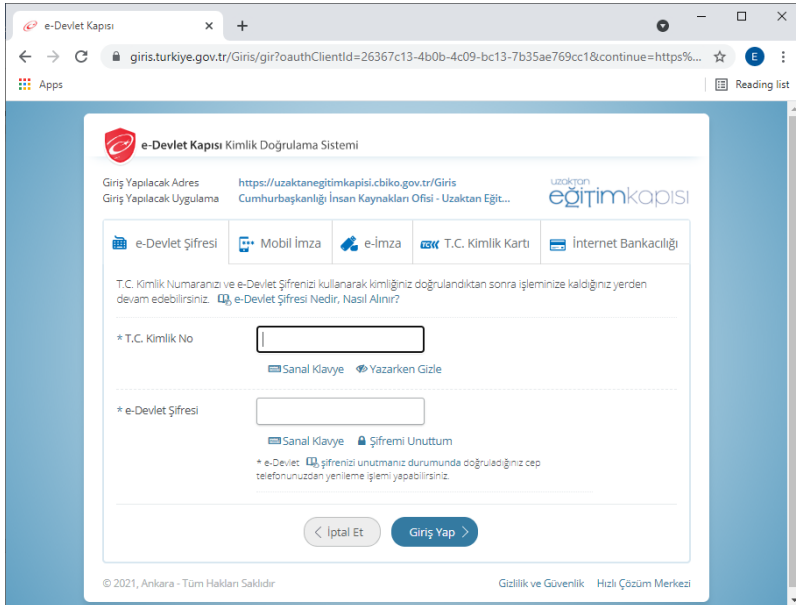 e-Devlet Kapısı
giris.turkiye.gov.tr/Giris/gir?oauthClientId=26367c13-4b0b-4c09-bc13-7b35ae769cc1&continue=https%...
E
Apps
Reading list
e-Devlet Kapısı Kimlik Doğrulama Sistemi
Giriş Yapılacak Adres https://uzaktanegitimkapisi.cbiko.gov.tr/Giris
Giriş Yapılacak Uygulama Cumhurbaşkanlığı İnsan Kaynakları Ofisi - Uzaktan Eğit...
uzaktan
eğitimkapısı
e-Devlet Şifresi Mobil İmza e-İmza T.C. Kimlik Kartı İnternet Bankacılığı
T.C. Kimlik Numaranızı ve e-Devlet Şifrenizi kullanarak kimliğiniz doğrulandıktan sonra işleminize kaldığınız yerden
devam edebilirsiniz. e-Devlet Şifresi Nedir, Nasıl Alınır?
* T.C. Kimlik No
Sanal Klavye Yazarken Gizle
* e-Devlet Şifresi
Sanal Klavye Şifremi Unuttum
* e-Devlet şifrenizi unutmanız durumunda doğruladığınız cep
telefonunuzdan yenileme işlemi yapabilirsiniz.
İptal Et Giriş Yap
© 2021, Ankara - Tüm Hakları Saklıdır Gizlilik ve Güvenlik Hızlı Çözüm Merkezi